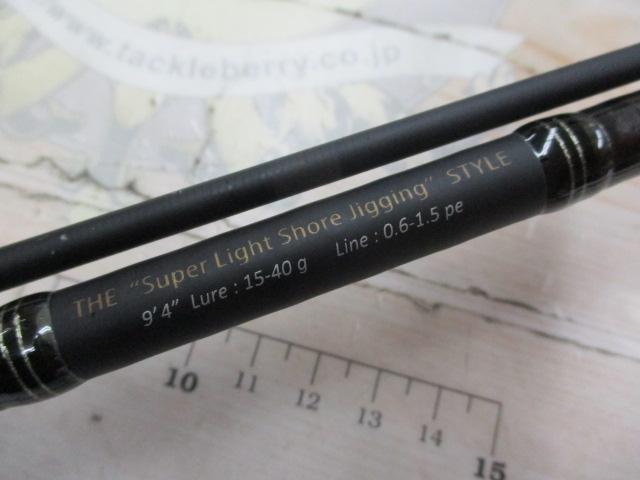 www.tackleberry.co.jp
THE "Super Light Shore Jigging" STYLE
9'4" Lure : 15-40 g Line : 0.6-1.5 pe
10 11 12 13 14 15